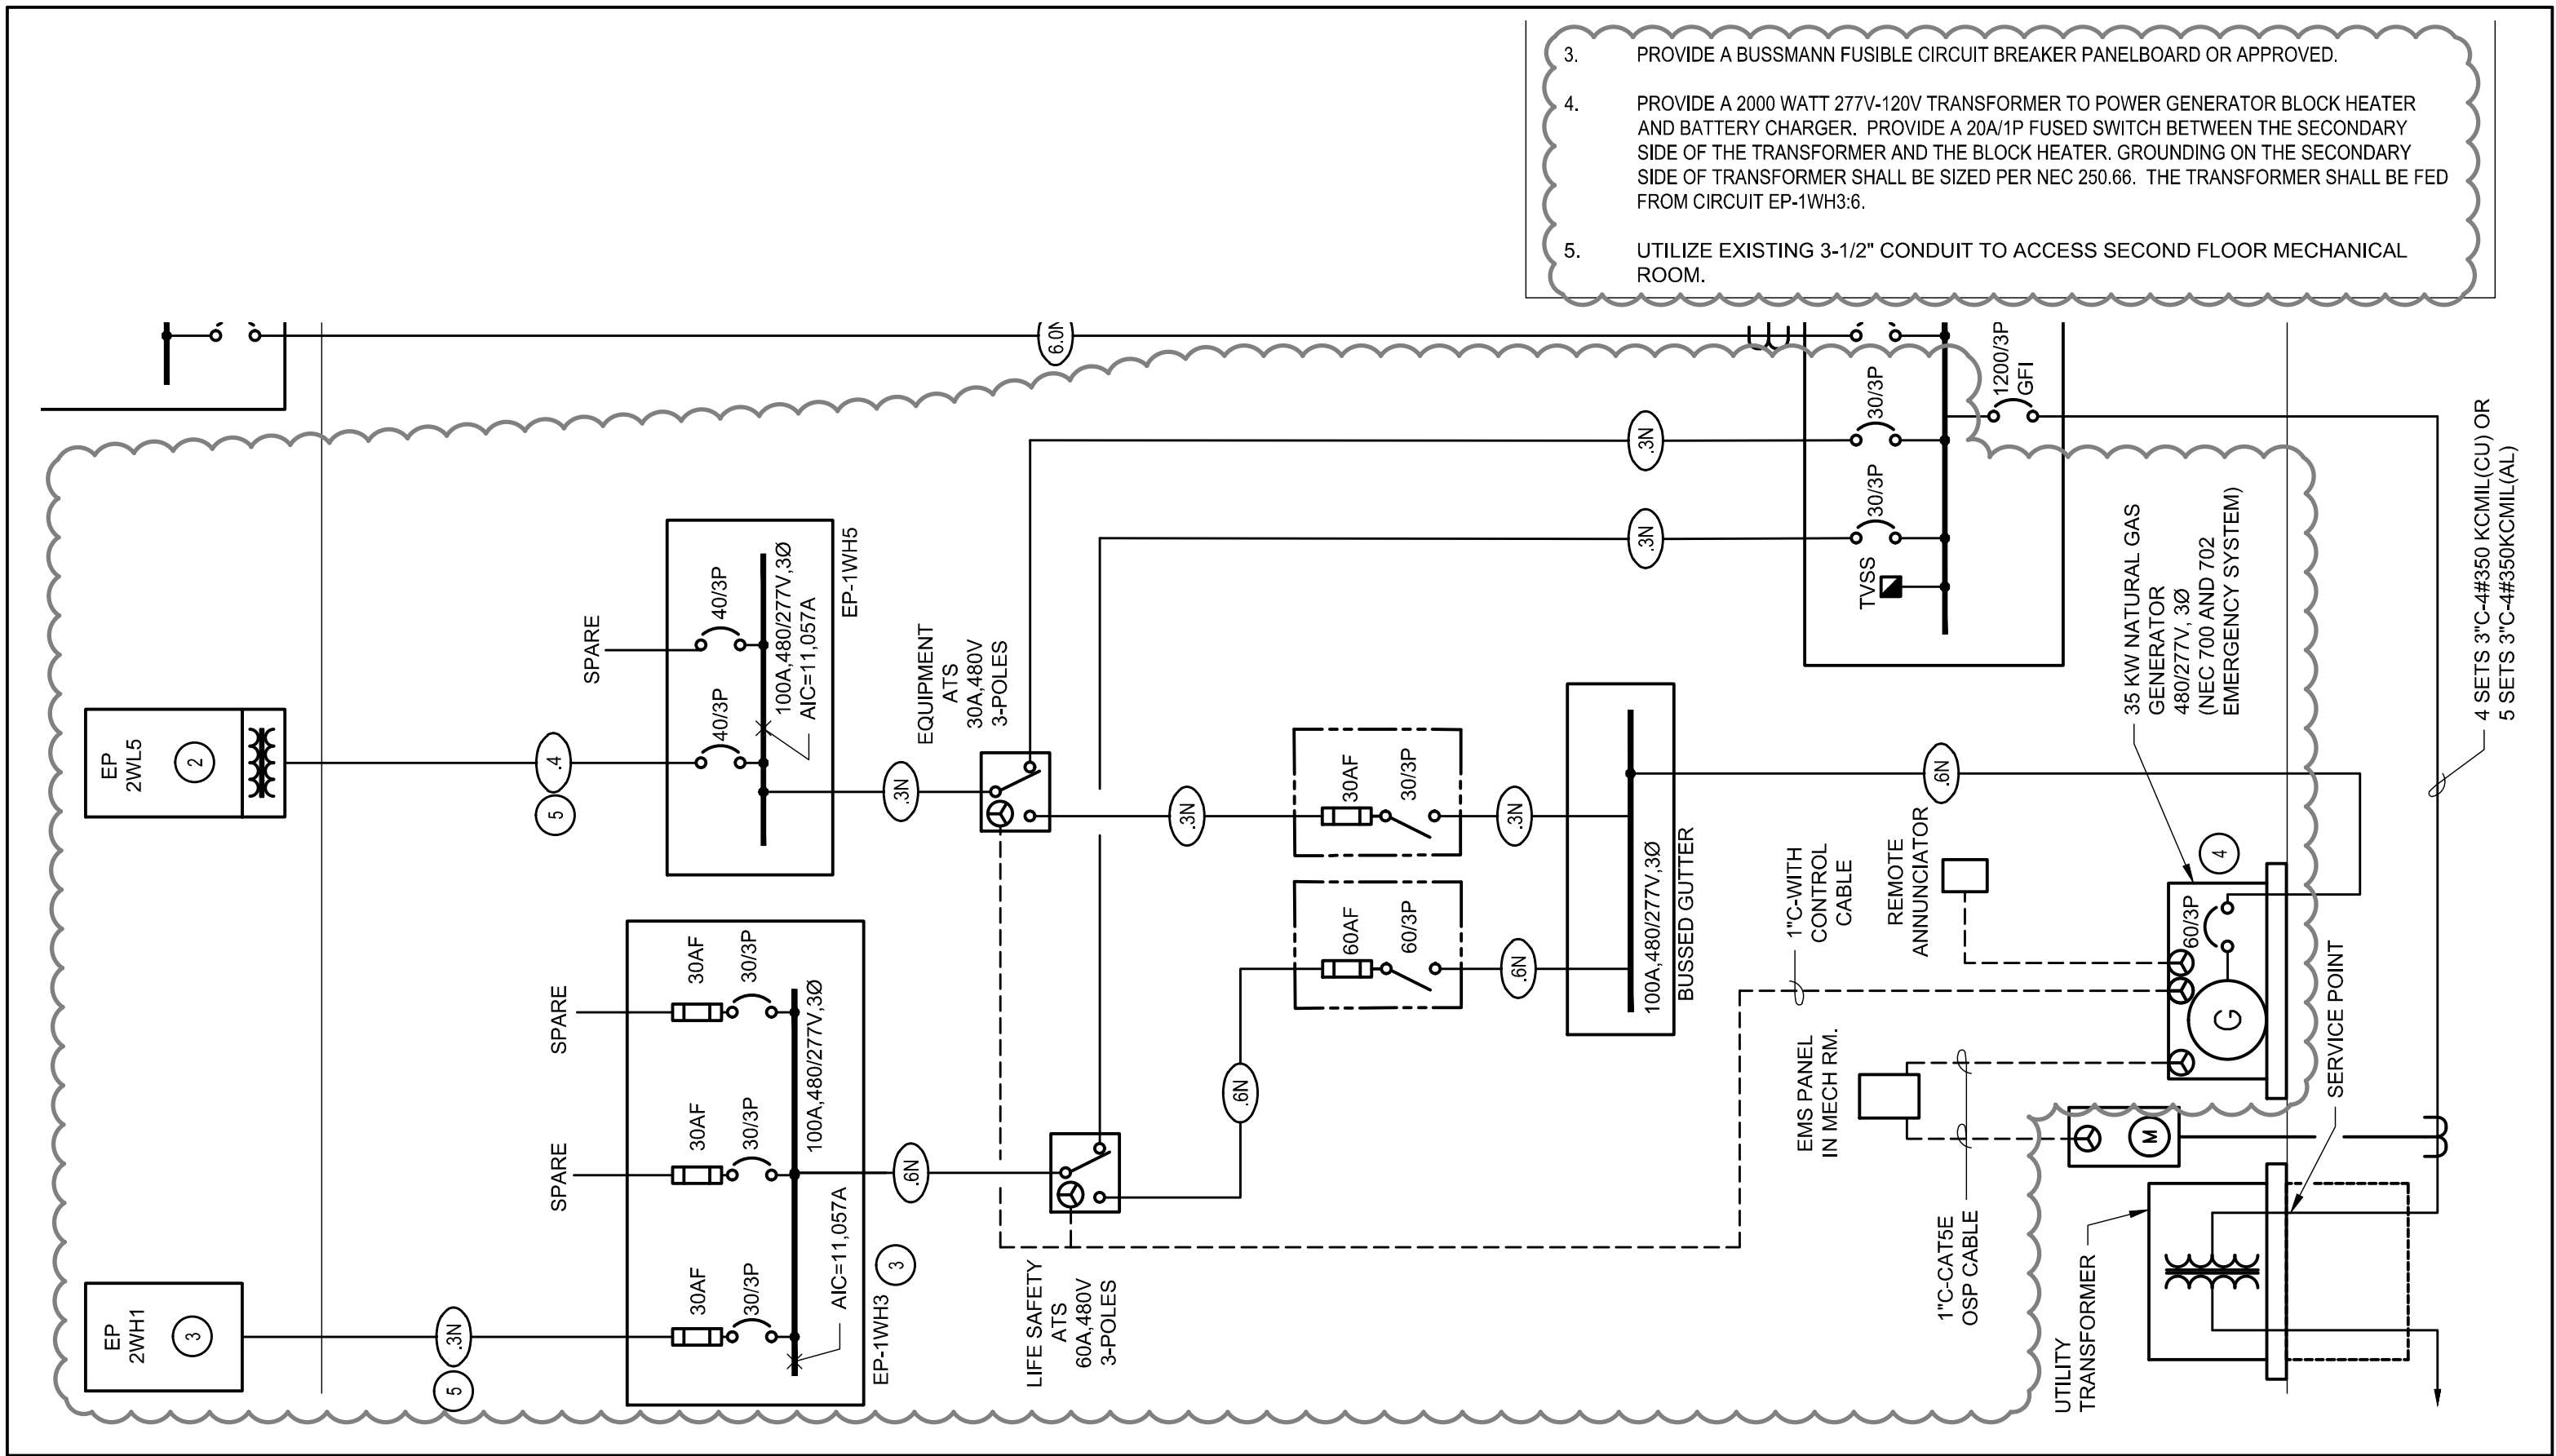 3. PROVIDE A BUSSMANN FUSIBLE CIRCUIT BREAKER PANELBOARD OR APPROVED.
4. PROVIDE A 2000 WATT 277V-120V TRANSFORMER TO POWER GENERATOR BLOCK HEATER
AND BATTERY CHARGER. PROVIDE A 20A/1P FUSED SWITCH BETWEEN THE SECONDARY
SIDE OF THE TRANSFORMER AND THE BLOCK HEATER. GROUNDING ON THE SECONDARY
SIDE OF TRANSFORMER SHALL BE SIZED PER NEC 250.66. THE TRANSFORMER SHALL BE FED
FROM CIRCUIT EP-1WH3:6.
5. UTILIZE EXISTING 3-1/2" CONDUIT TO ACCESS SECOND FLOOR MECHANICAL
ROOM.
6.0N
1200/3P
GFI
30/3P
.3N
30/3P
.3N
TVSS
4 SETS 3"C-4#350 KCMIL(CU) OR
5 SETS 3"C-4#350KCMIL(AL)
35 KW NATURAL GAS
GENERATOR
480/277V, 3Ø
(NEC 700 AND 702
EMERGENCY SYSTEM)
EP
2WL5
2
.4
5
SPARE
40/3P
40/3P
100A,480/277V,3Ø
AIC=11,057A
EP-1WH5
.3N
EQUIPMENT
ATS
30A,480V
3-POLES
.3N
30AF
30/3P
.3N
60AF
60/3P
.6N
100A,480/277V,3Ø
BUSSED GUTTER
.6N
1"C-WITH
CONTROL
CABLE
REMOTE
ANNUNCIATOR
4
60/3P
G
EMS PANEL
IN MECH RM.
SERVICE POINT
M
1"C-CAT5E
OSP CABLE
UTILITY
TRANSFORMER
EP
2WH1
3
.3N
5
SPARE
30AF
30/3P
SPARE
30AF
30/3P
30AF
30/3P
100A,480/277V,3Ø
AIC=11,057A
EP-1WH3
3
.6N
LIFE SAFETY
ATS
60A,480V
3-POLES
.6N